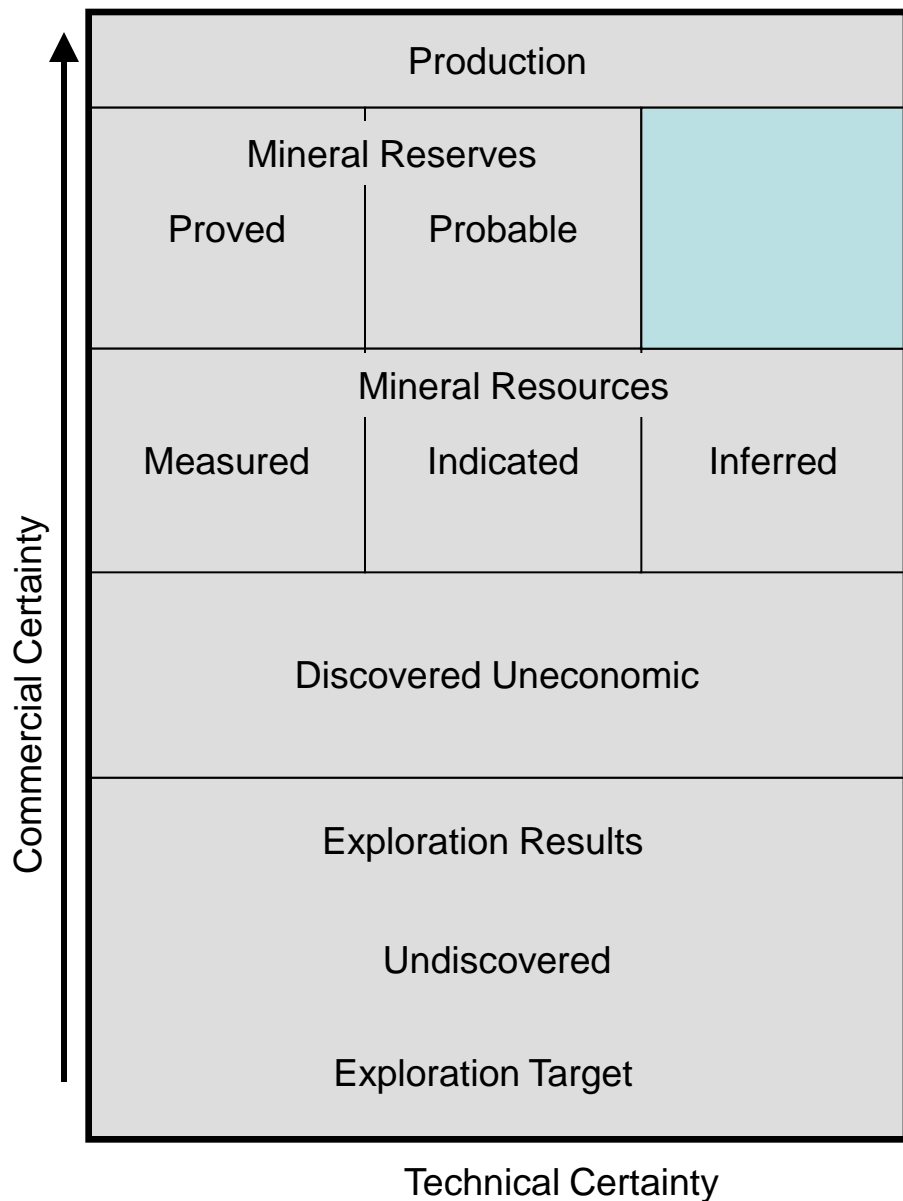 Production
Mineral Reserves
Proved
Probable
Mineral Resources
Measured
Indicated
Inferred
Discovered Uneconomic
Exploration Results
Undiscovered
Exploration Target
Commercial Certainty
Technical Certainty